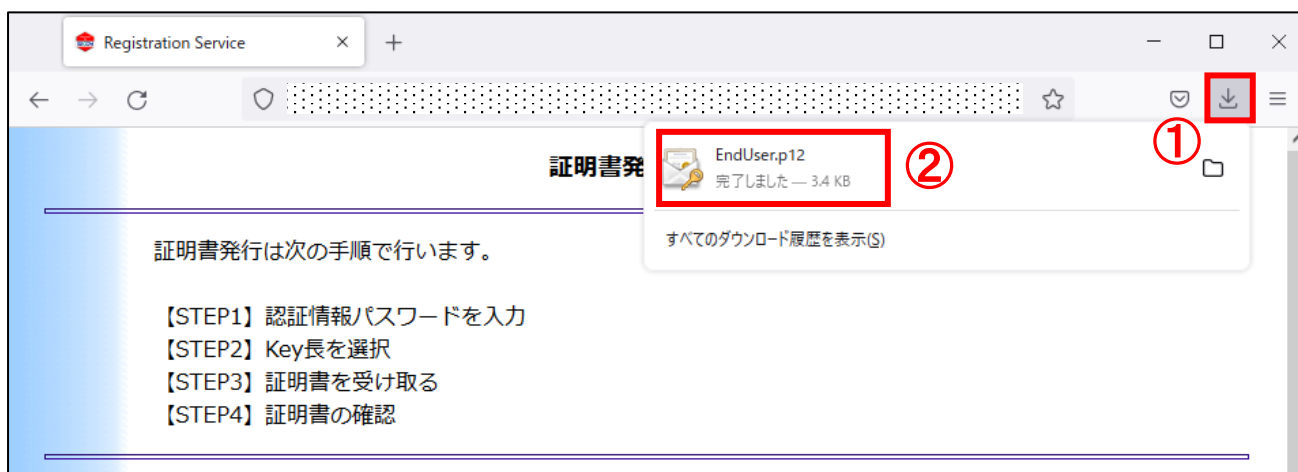 Registration Service
①
EndUser.p12
完了しました — 3.4 KB
②
証明書発
すべてのダウンロード履歴を表示(S)
証明書発行は次の手順で行います。
【STEP1】認証情報パスワードを入力
【STEP2】Key長を選択
【STEP3】証明書を受け取る
【STEP4】証明書の確認